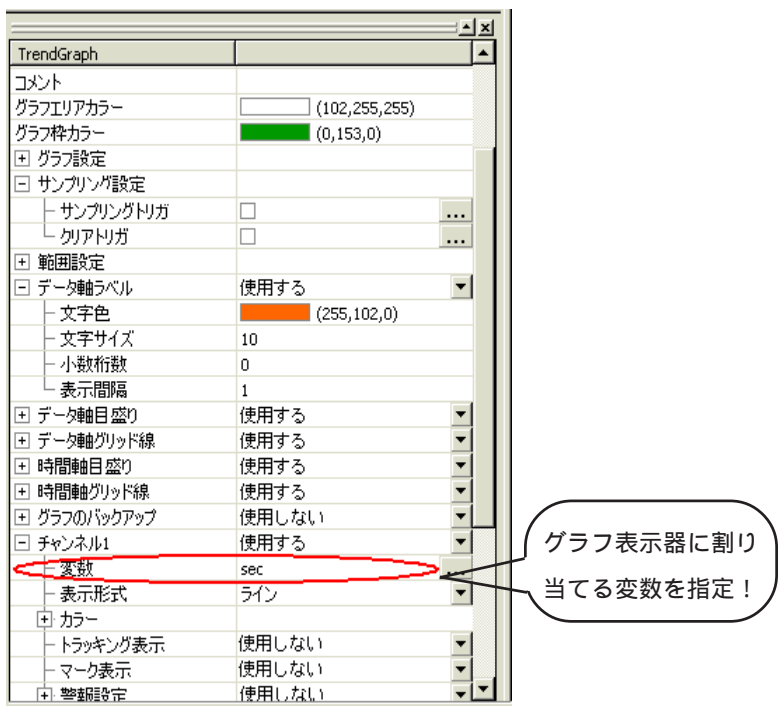 TrendGraph
コメント
グラフエリアカラー (102,255,255)
グラフ枠カラー (0,153,0)
グラフ設定
サンプリング設定
サンプリングトリガ ...
クリアトリガ ...
範囲設定
データ軸ラベル 使用する
文字色 (255,102,0)
文字サイズ 10
小数桁数 0
表示間隔 1
データ軸目盛り 使用する
データ軸グリッド線 使用する
時間軸目盛り 使用する
時間軸グリッド線 使用する
グラフのバックアップ 使用しない
チャンネル1 使用する
変数 sec ...
表示形式 ライン
カラー
トラッキング表示 使用しない
マーク表示 使用しない
警報設定 使用しない
グラフ表示器に割り
当てる変数を指定！